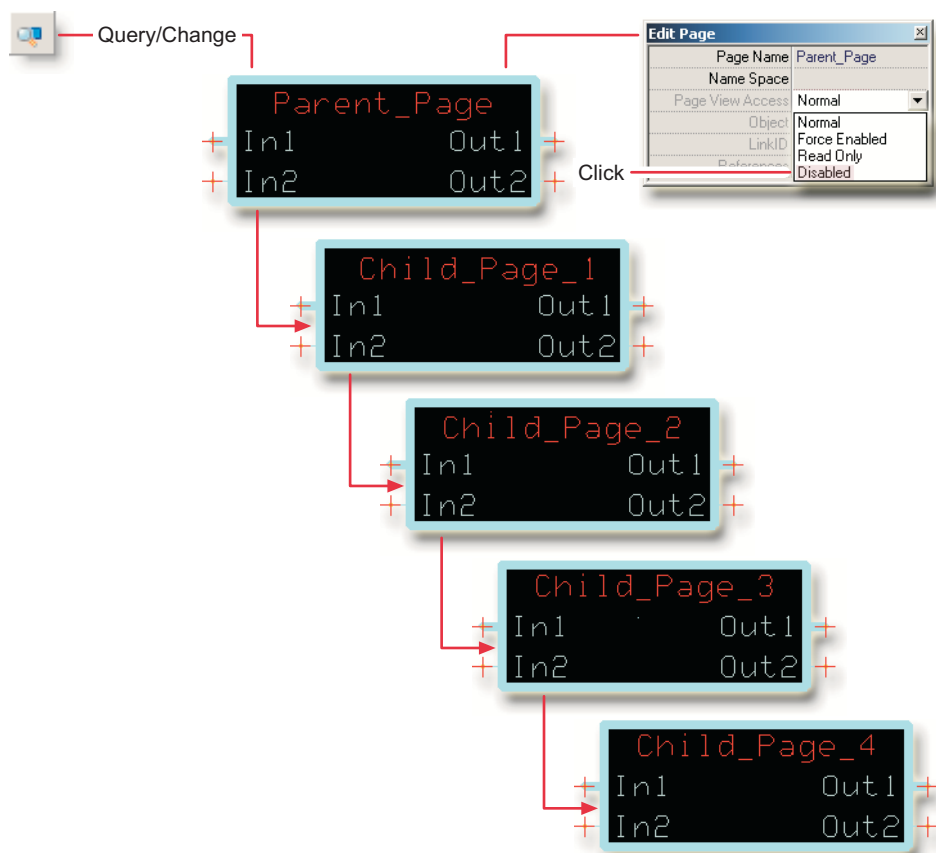 Query/Change
Edit Page
Page Name Parent_Page
Name Space
Page View Access Normal
Object Normal
Force Enabled
LinkID
Read Only
References
Disabled
Click
Parent_Page
In1 Out1
In2 Out2
Child_Page_1
In1 Out1
In2 Out2
Child_Page_2
In1 Out1
In2 Out2
Child_Page_3
In1 Out1
In2 Out2
Child_Page_4
In1 Out1
In2 Out2